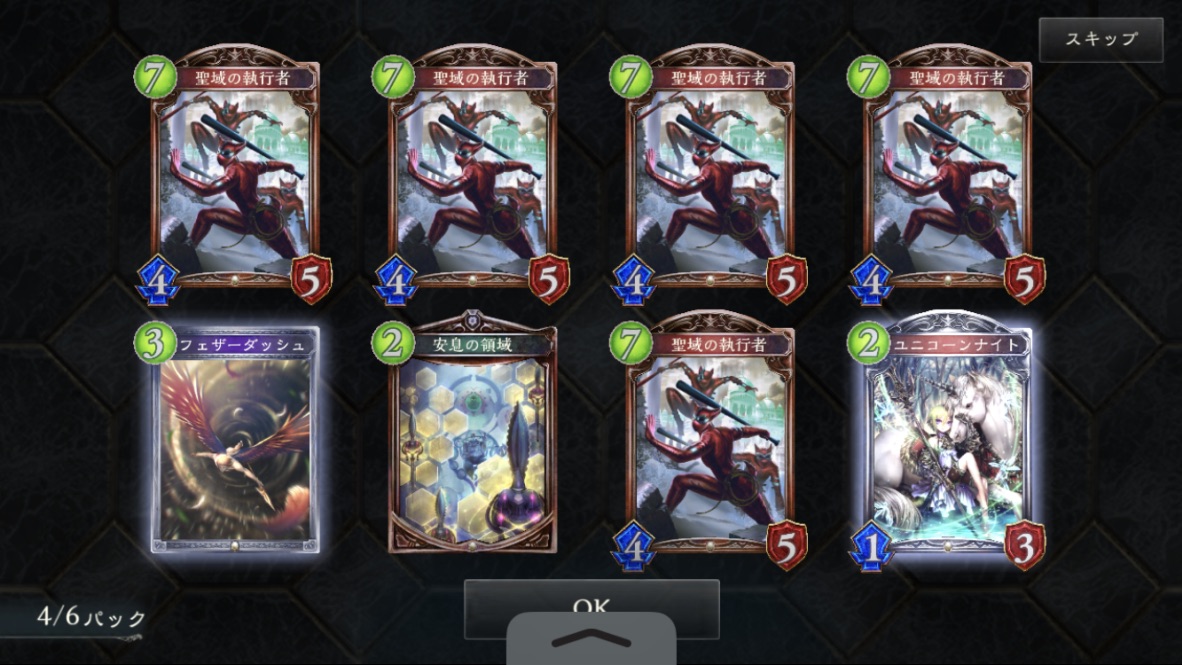 スキップ
7 聖域の執行者 7 聖域の執行者 7 聖域の執行者 7 聖域の執行者
4 5 4 5 4 5 4 5
3 フェザーダッシュ 2 安息の領域 7 聖域の執行者 2 ユニコーンナイト
4 5 1 3
4/6パック
OK